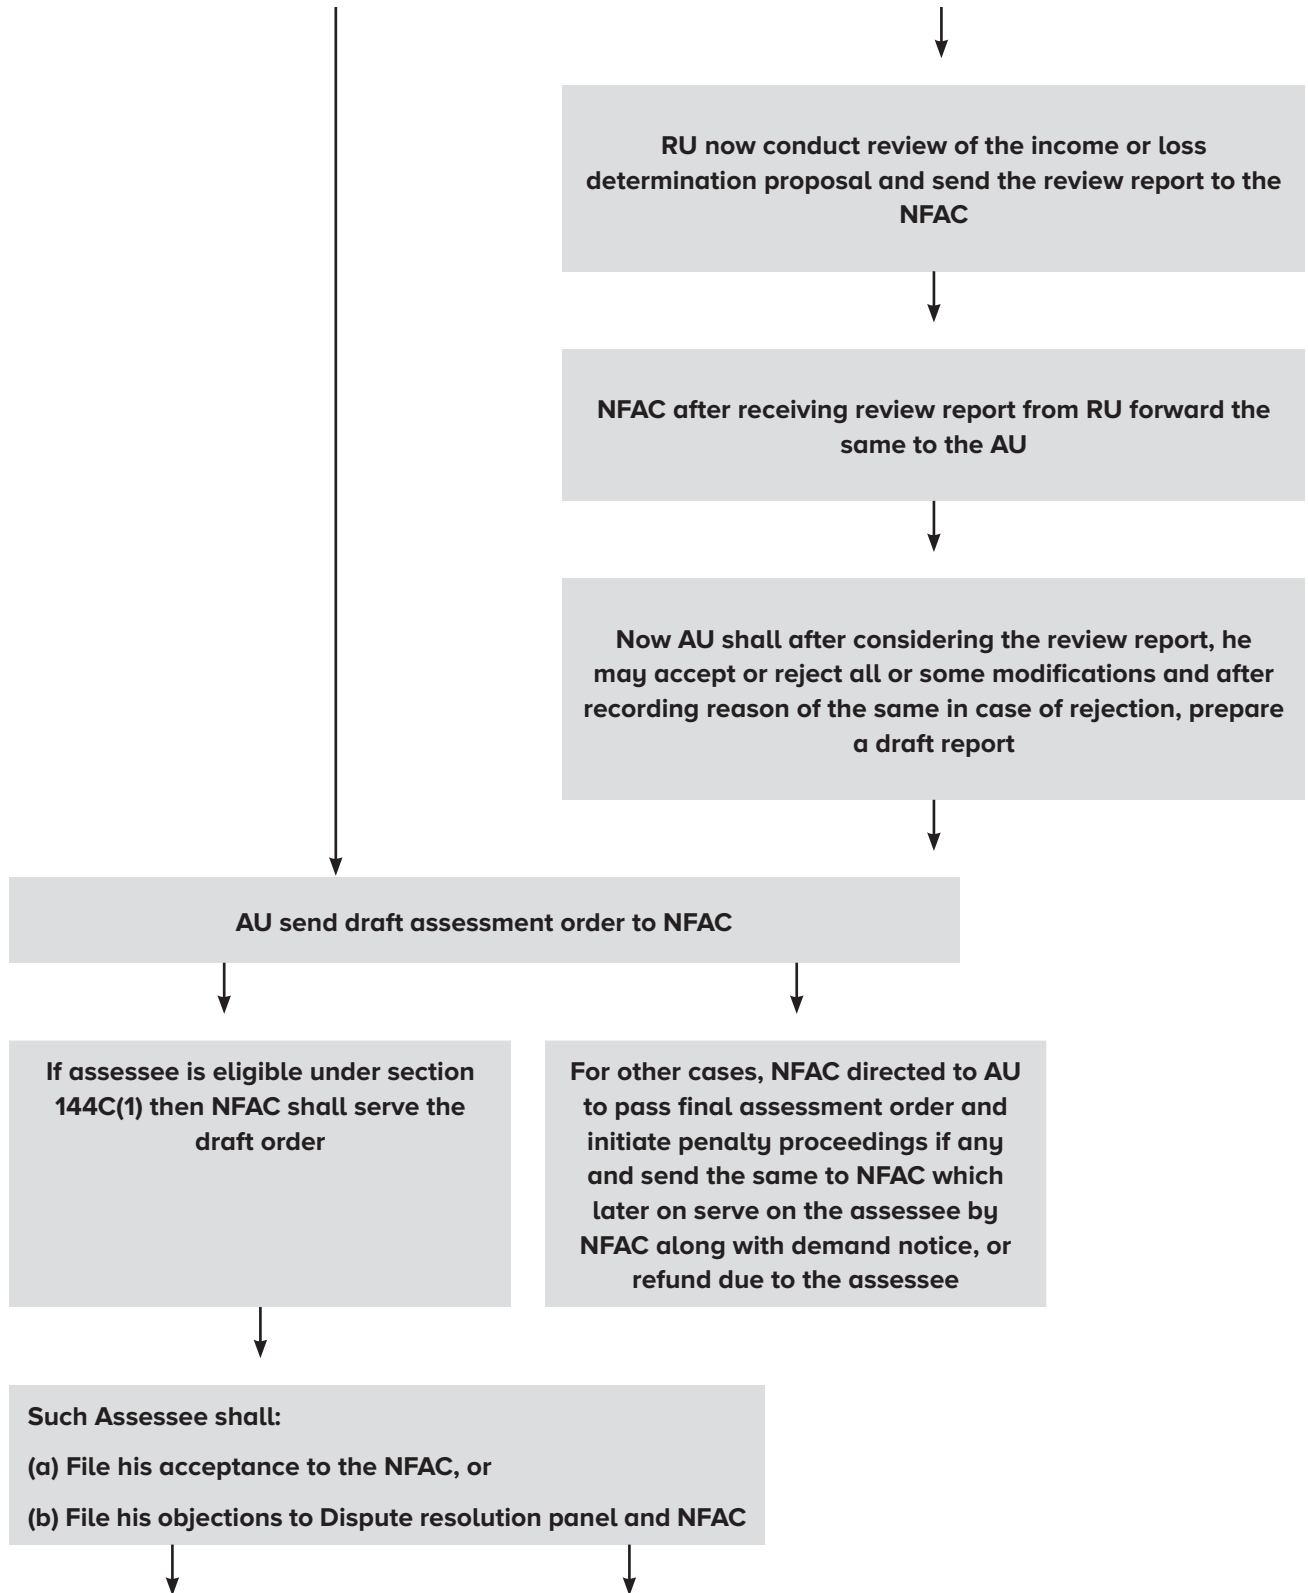 RU now conduct review of the income or loss
determination proposal and send the review report to the
NFAC
NFAC after receiving review report from RU forward the
same to the AU
Now AU shall after considering the review report, he
may accept or reject all or some modifications and after
recording reason of the same in case of rejection, prepare
a draft report
AU send draft assessment order to NFAC
If assessee is eligible under section
144C(1) then NFAC shall serve the
draft order
For other cases, NFAC directed to AU
to pass final assessment order and
initiate penalty proceedings if any
and send the same to NFAC which
later on serve on the assessee by
NFAC along with demand notice, or
refund due to the assessee
Such Assessee shall:
(a) File his acceptance to the NFAC, or
(b) File his objections to Dispute resolution panel and NFAC